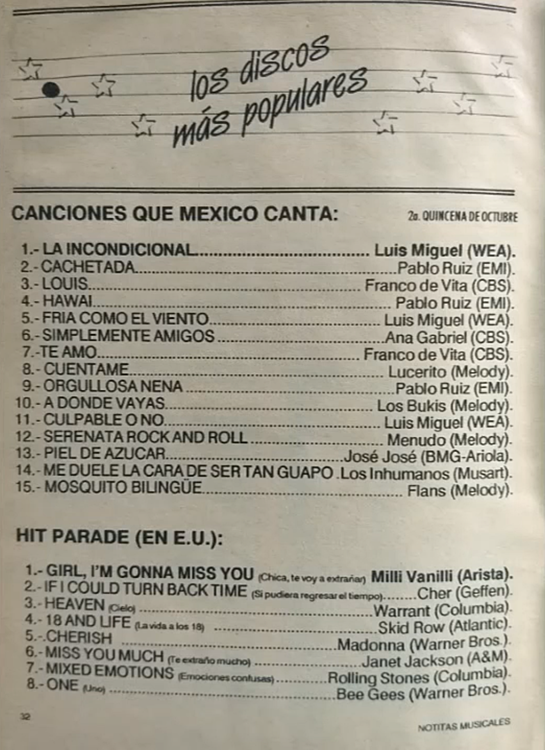 los discos
más populares
CANCIONES QUE MEXICO CANTA: 2a. QUINCENA DE OCTUBRE
1.- LA INCONDICIONAL........................................ Luis Miguel (WEA).
2.- CACHETADA..................................................Pablo Ruiz (EMI).
3.- LOUIS.................................................. Franco de Vita (CBS).
4.- HAWAI.................................................. Pablo Ruiz (EMI).
5.- FRIA COMO EL VIENTO.................................. Luis Miguel (WEA).
6.- SIMPLEMENTE AMIGOS .................................Ana Gabriel (CBS).
7.-TE AMO.................................................. Franco de Vita (CBS).
8.- CUENTAME.................................................. Lucerito (Melody).
9.- ORGULLOSA NENA ........................................Pablo Ruiz (EMI).
10.- A DONDE VAYAS........................................ Los Bukis (Melody).
11.- CULPABLE O NO........................................ Luis Miguel (WEA).
12.- SERENATA ROCK AND ROLL ........................... Menudo (Melody).
13.- PIEL DE AZUCAR...............................José José (BMG-Ariola).
14.- ME DUELE LA CARA DE SER TAN GUAPO .Los Inhumanos (Musart).
15.- MOSQUITO BILINGÜE........................................ Flans (Melody).
HIT PARADE (EN E.U.):
1.- GIRL, I'M GONNA MISS YOU (Chica, te voy a extrañar) Milli Vanilli (Arista).
2.- IF I COULD TURN BACK TIME (Si pudiera regresar el tiempo).......Cher (Geffen).
3.- HEAVEN (Cielo) ........................................ Warrant (Columbia).
4.- 18 AND LIFE (La vida a los 18) .............................. Skid Row (Atlantic).
5.-.CHERISH ........................................Madonna (Warner Bros.).
6.- MISS YOU MUCH (Te extraño mucho) ....................Janet Jackson (A&M).
7.- MIXED EMOTIONS (Emociones confusas) ...........Rolling Stones (Columbia).
8.- ONE (Uno) ..................................................Bee Gees (Warner Bros.).
32 NOTITAS MUSICALES